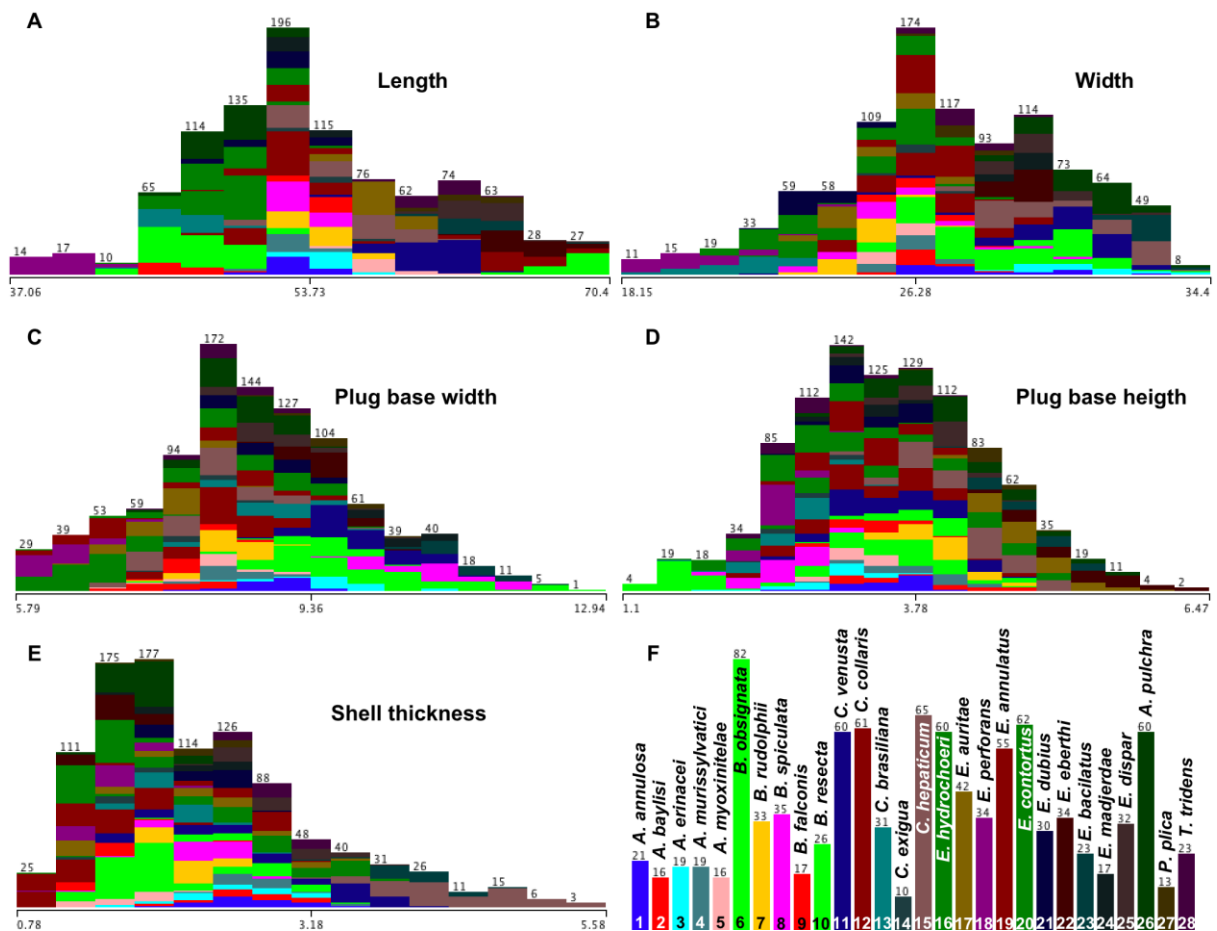 A
Length
14 17 10 65 114 135 196 115 76 62 74 63 28 27
37.06 53.73 70.4
B
Width
11 15 19 33 59 58 109 174 117 93 114 73 64 49 8
18.15 26.28 34.4
C
Plug base width
29 39 53 59 94 172 144 127 104 61 39 40 18 11 5 1
5.79 9.36 12.94
D
Plug base heigth
4 19 18 34 85 112 142 125 129 112 83 62 35 19 11 4 2
1.1 3.78 6.47
E
Shell thickness
25 111 175 177 114 126 88 48 40 31 26 11 15 6 3
0.78 3.18 5.58
F
A. annulosa
A. baylisi
A. erinacei
A. murissylvatici
A. myoxinitelae
B. obsignata
B. rudolphii
B. spiculata
B. falconis
B. resecta
C. venusta
C. collaris
C. brasiliana
C. exigua
C. hepaticum
E. hydrochoeri
E. auritae
E. perforans
E. annulatus
E. contortus
E. dubius
E. eberthi
E. bacilatus
E. madjerdae
E. dispar
A. pulchra
P. plica
T. tridens
21 16 19 19 16 82 33 35 17 26 60 61 31 10 65 60 42 34 55 62 30 34 23 17 32 60 13 23
1 2 3 4 5 6 7 8 9 10 11 12 13 14 15 16 17 18 19 20 21 22 23 24 25 26 27 28